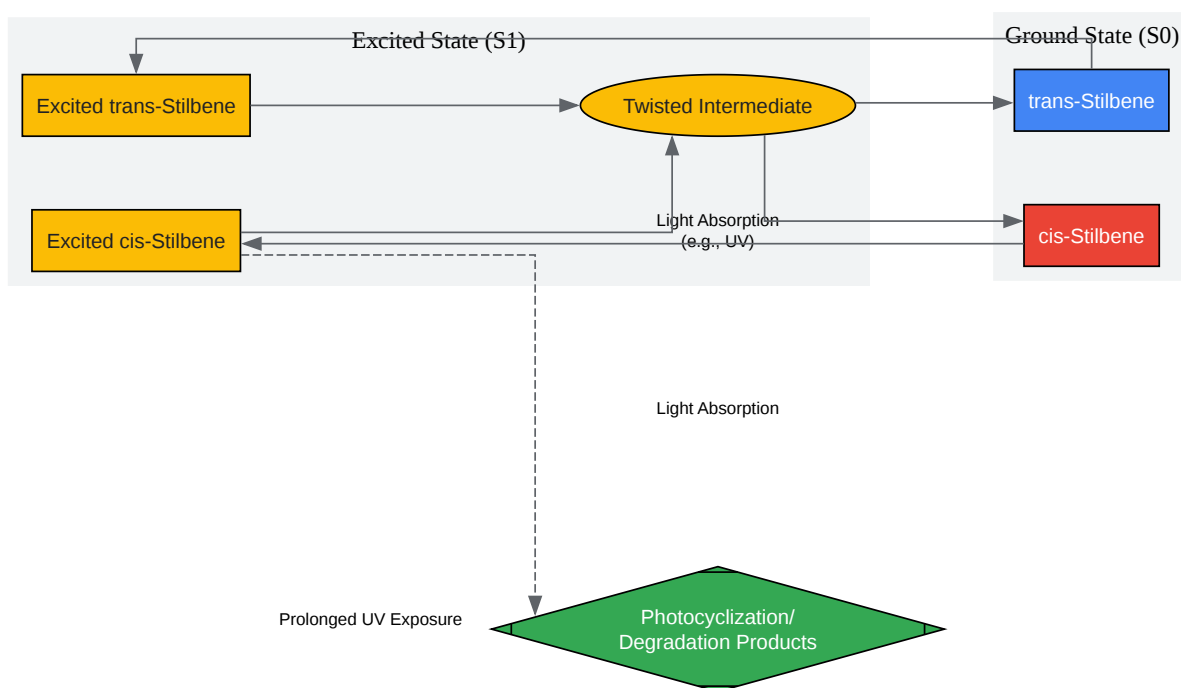 Excited State (S1)
Ground State (S0)
Excited trans-Stilbene
Twisted Intermediate
trans-Stilbene
Excited cis-Stilbene
Light Absorption
(e.g., UV)
cis-Stilbene
Light Absorption
Prolonged UV Exposure
Photocyclization/
Degradation Products